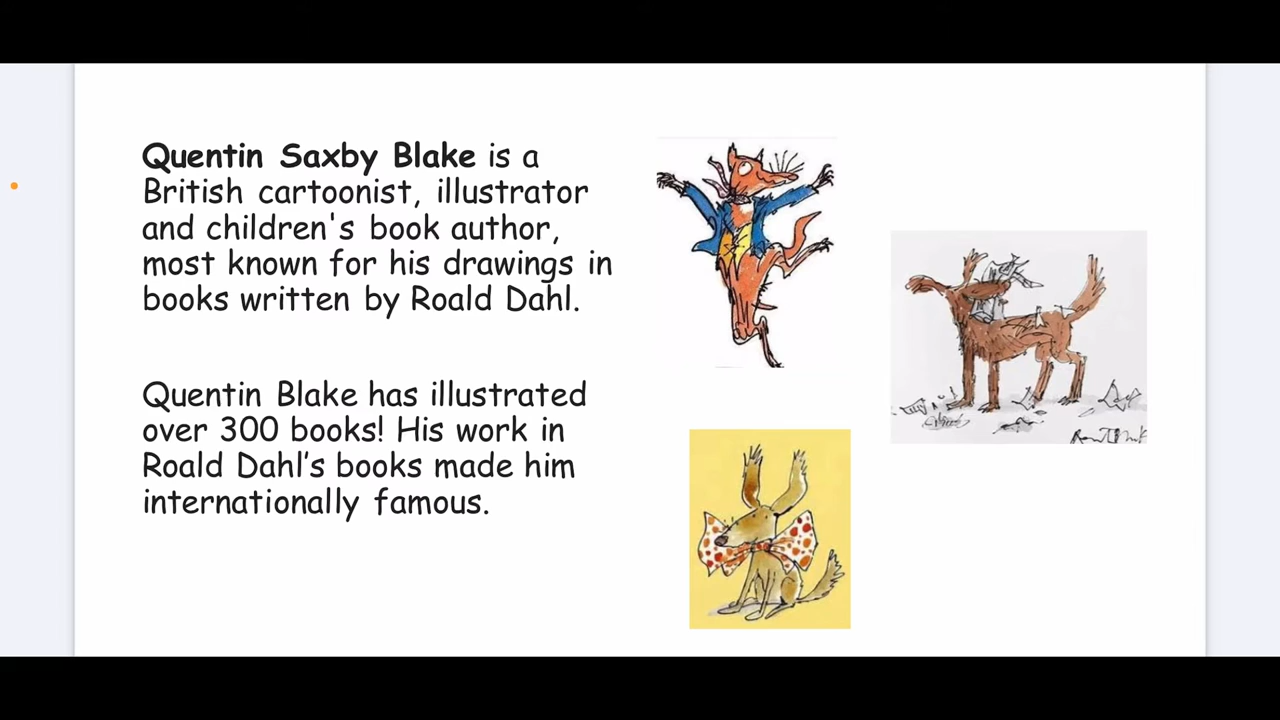 Quentin Saxby Blake is a
British cartoonist, illustrator
and children's book author,
most known for his drawings in
books written by Roald Dahl.
Quentin Blake has illustrated
over 300 books! His work in
Roald Dahl’s books made him
internationally famous.